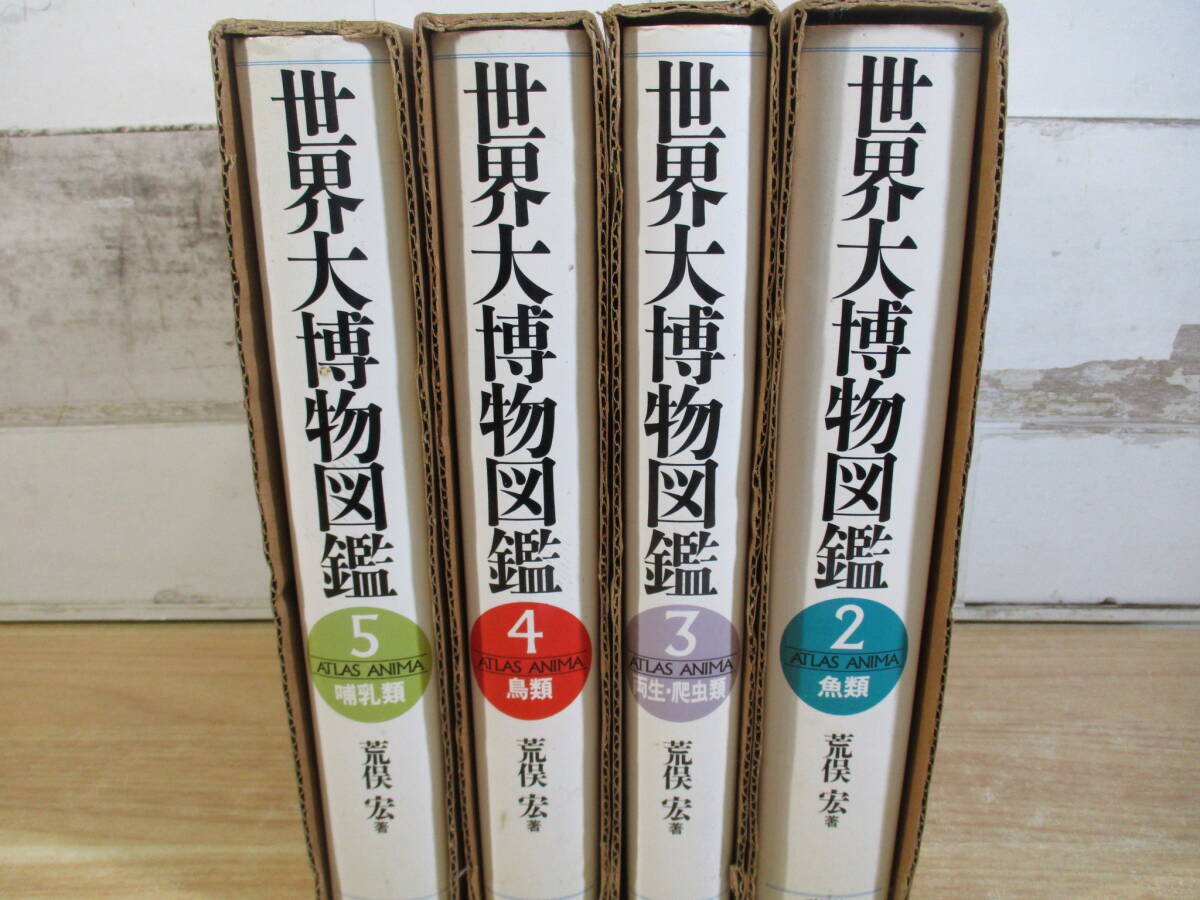 世界大博物図鑑
5
ATLAS ANIMA
哺乳類
荒俣 宏 著
世界大博物図鑑
4
ATLAS ANIMA
鳥類
荒俣 宏 著
世界大博物図鑑
3
ATLAS ANIMA
両生・爬虫類
荒俣 宏 著
世界大博物図鑑
2
ATLAS ANIMA
魚類
荒俣 宏 著